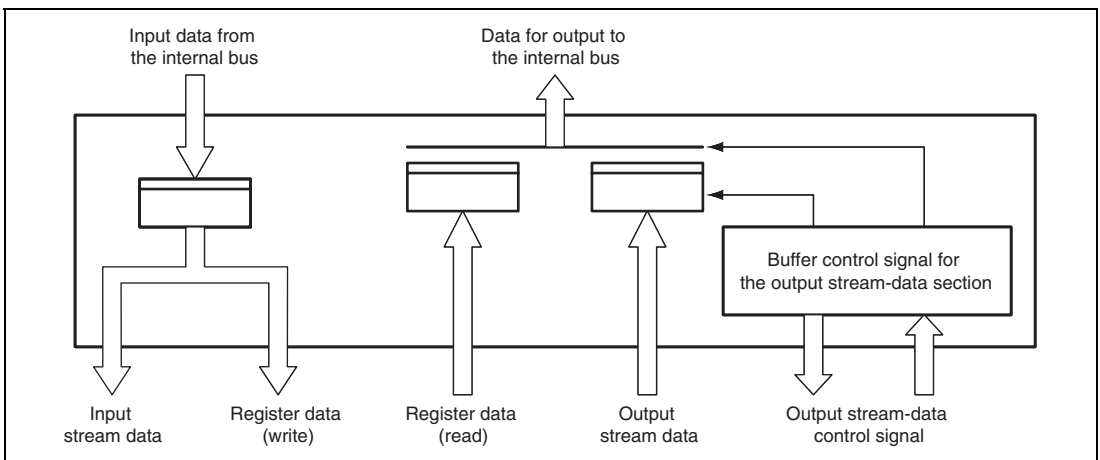 Input data from
the internal bus
Data for output to
the internal bus
Buffer control signal for
the output stream-data section
Input
stream data
Register data
(write)
Register data
(read)
Output
stream data
Output stream-data
control signal